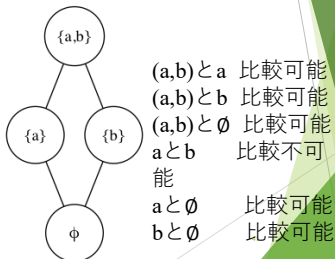 {a,b}
{a}
{b}
ϕ
(a,b)とa 比較可能
(a,b)とb 比較可能
(a,b)と∅ 比較可能
aとb 比較不可
能
aと∅ 比較可能
bと∅ 比較可能